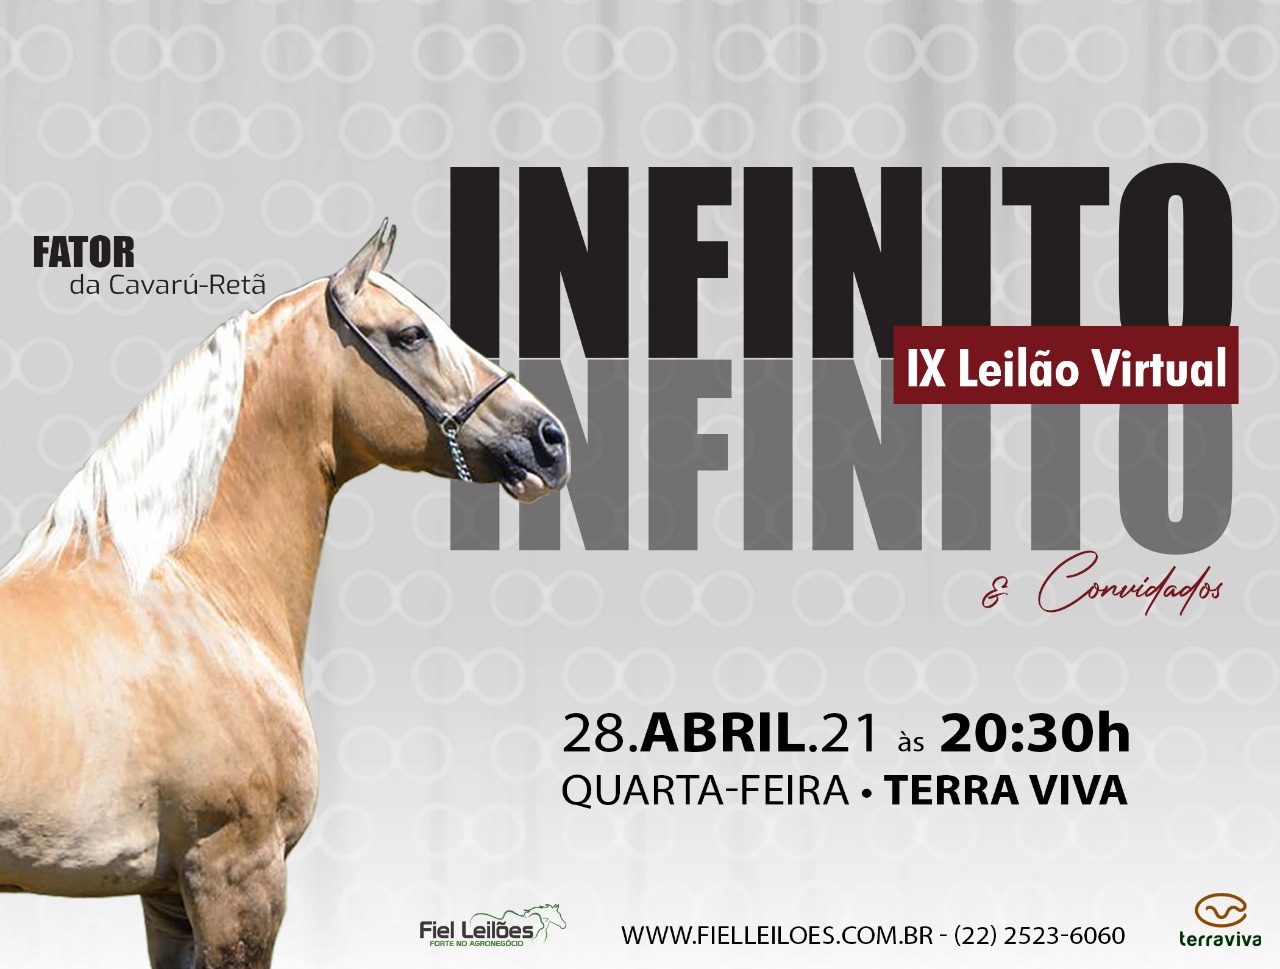 FATOR
da Cavarú-Retã
INFINITO
IX Leilão Virtual
INFINITO
& Convidados
28.ABRIL.21 às 20:30h
QUARTA-FEIRA • TERRA VIVA
Fiel Leilões
FORTE NO AGRONEGÓCIO
WWW.FIELLEILOES.COM.BR - (22) 2523-6060
terraviva